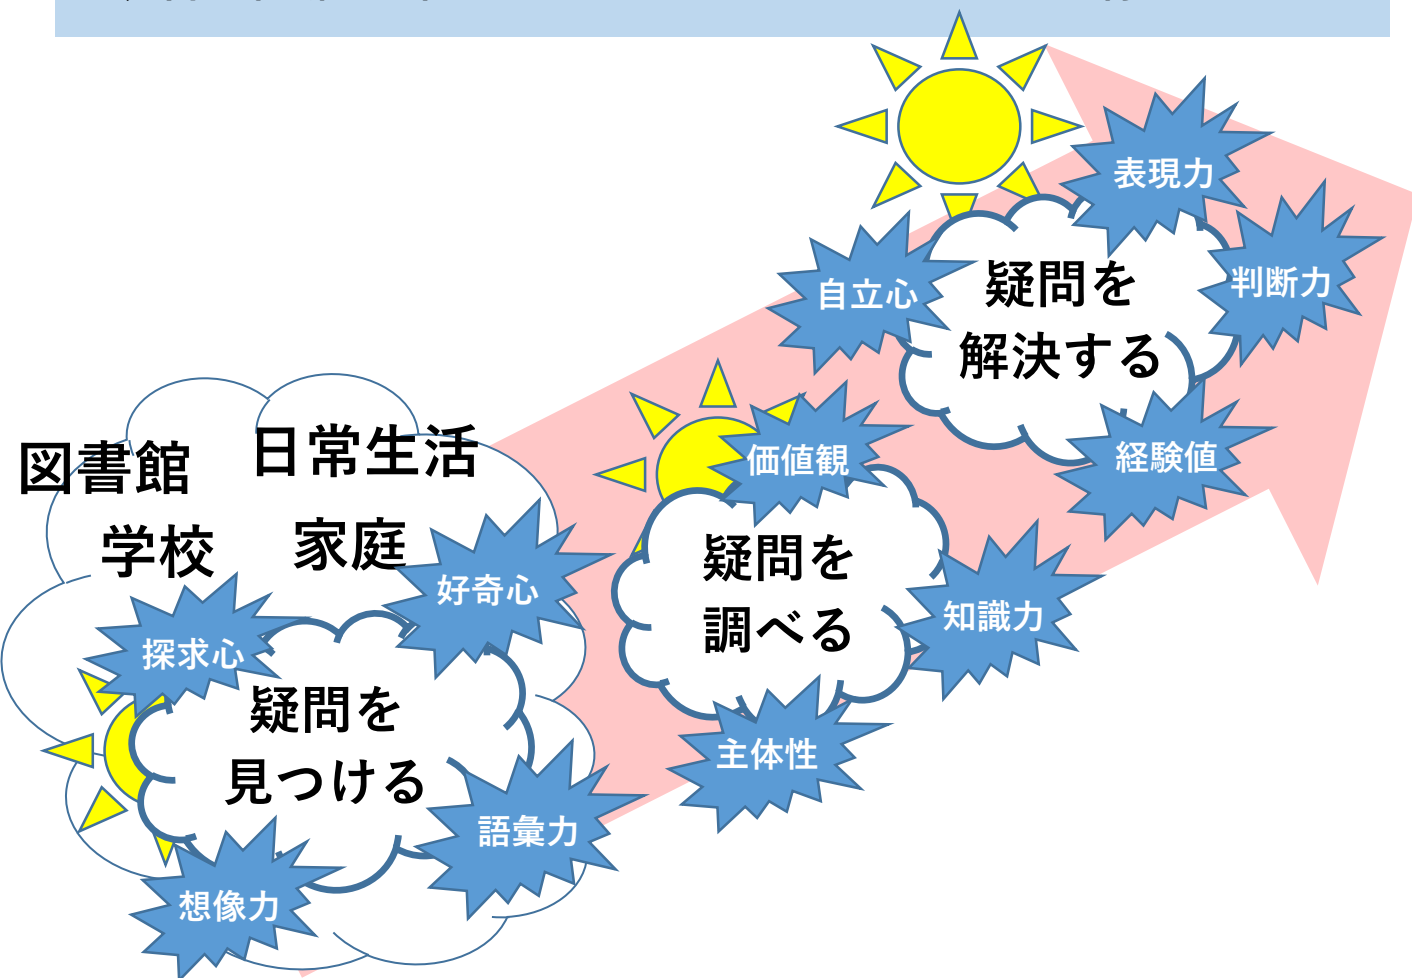 図書館
日常生活
学校
家庭
探求心
好奇心
疑問を
見つける
想像力
語彙力
価値観
疑問を
調べる
知識力
主体性
自立心
表現力
疑問を
解決する
判断力
経験値